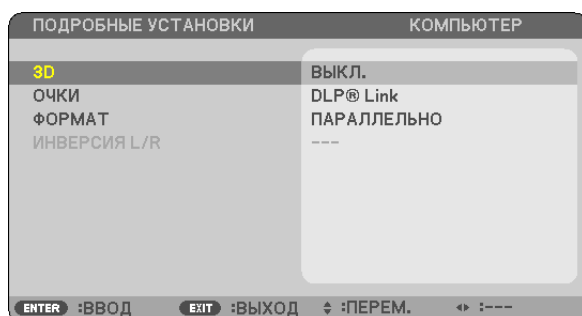 ПОДРОБНЫЕ УСТАНОВКИ КОМПЬЮТЕР
3D ВЫКЛ.
ОЧКИ DLP® Link
ФОРМАТ ПАРАЛЛЕЛЬНО
ИНВЕРСИЯ L/R ---
ENTER :ВВОД EXIT :ВЫХОД :ПЕРЕМ. :---